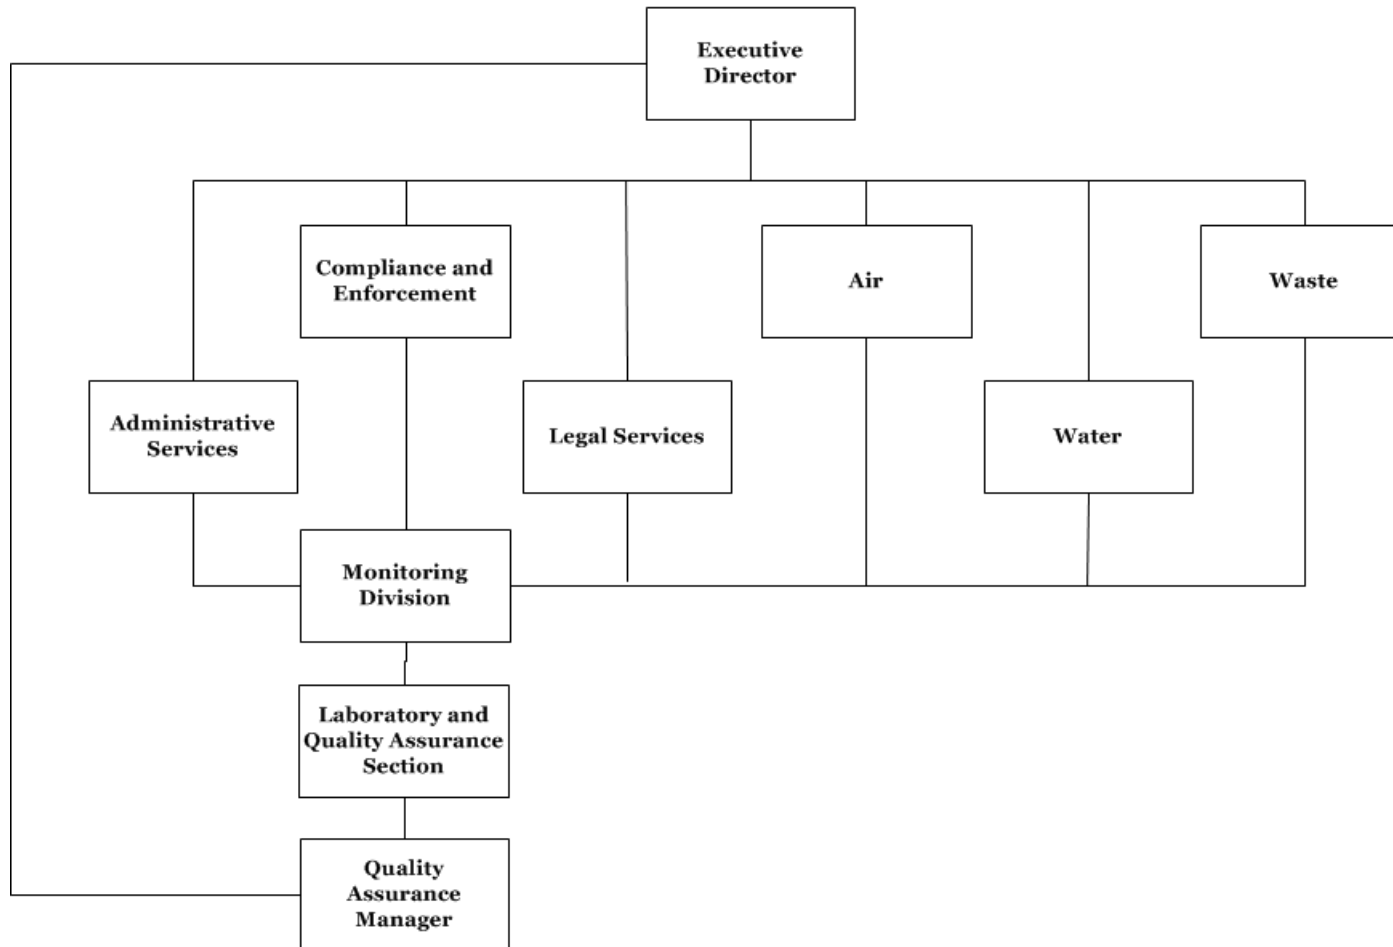 Executive
Director
Compliance and
Enforcement
Air
Waste
Administrative
Services
Legal Services
Water
Monitoring
Division
Laboratory and
Quality Assurance
Section
Quality
Assurance
Manager